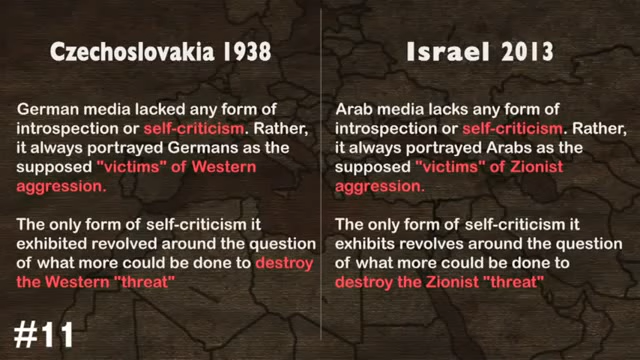 Czechoslovakia 1938
German media lacked any form of
introspection or self-criticism. Rather,
it always portrayed Germans as the
supposed "victims" of Western
aggression.
The only form of self-criticism it
exhibited revolved around the question
of what more could be done to destroy
the Western "threat"
Israel 2013
Arab media lacks any form of
introspection or self-criticism. Rather,
it always portrayed Arabs as the
supposed "victims" of Zionist
aggression.
The only form of self-criticism it
exhibits revolves around the question
of what more could be done to
destroy the Zionist "threat"
#11